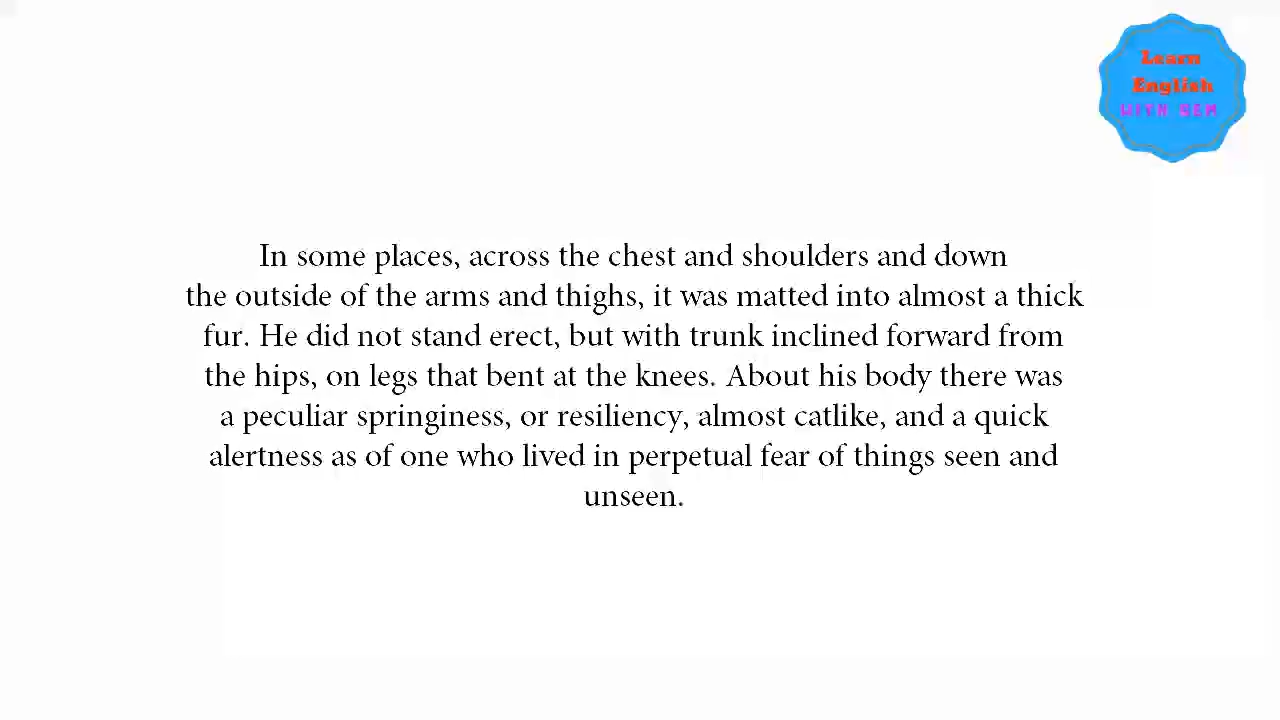 Learn
English
WITH GEM
In some places, across the chest and shoulders and down
the outside of the arms and thighs, it was matted into almost a thick
fur. He did not stand erect, but with trunk inclined forward from
the hips, on legs that bent at the knees. About his body there was
a peculiar springiness, or resiliency, almost catlike, and a quick
alertness as of one who lived in perpetual fear of things seen and
unseen.